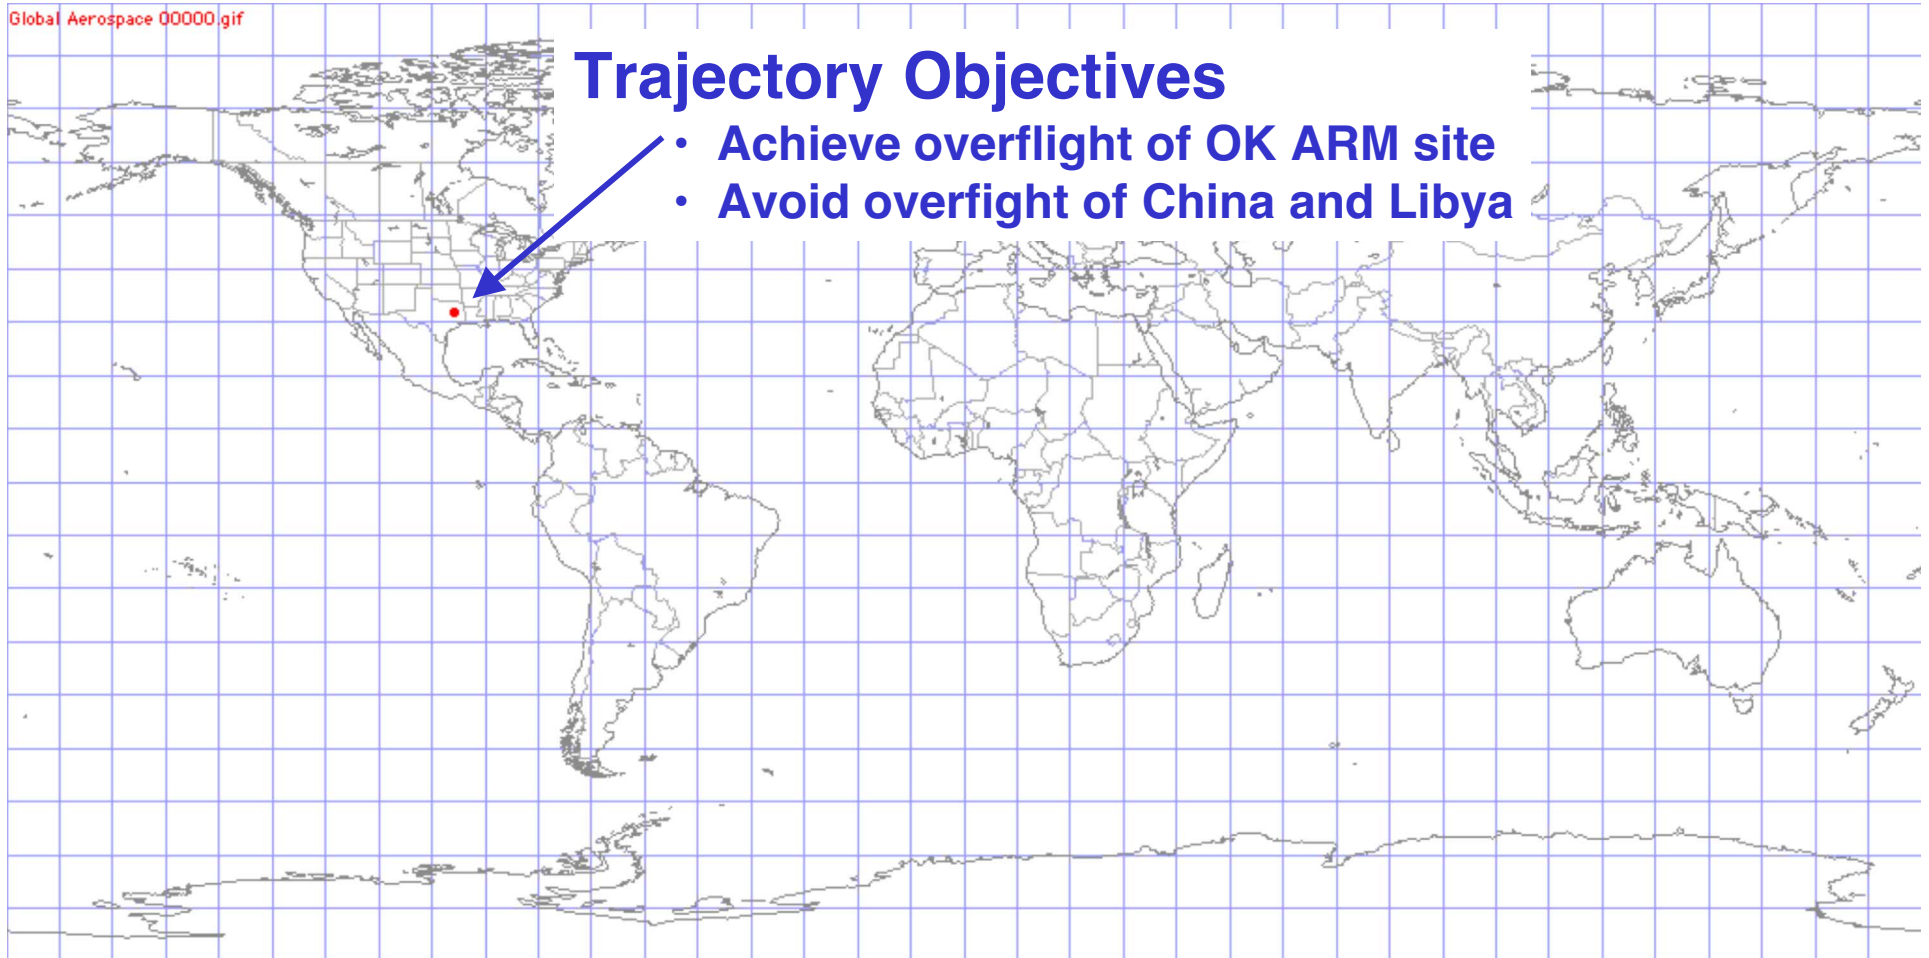 Global Aerospace 00000.gif
Trajectory Objectives
• Achieve overflight of OK ARM site
• Avoid overfight of China and Libya